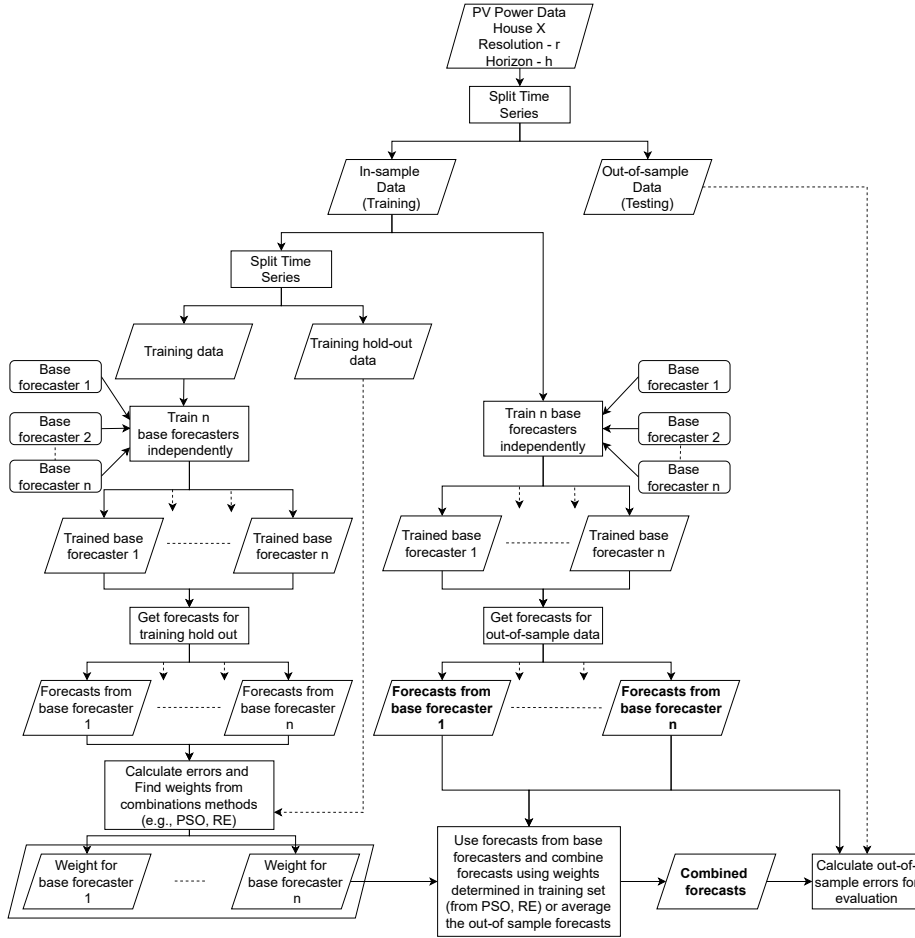 PV Power Data
House X
Resolution - r
Horizon - h
Split Time
Series
In-sample
Data
(Training)
Out-of-sample
Data
(Testing)
Split Time
Series
Training data
Training hold-out
data
Base
forecaster 1
Base
forecaster 2
Base
forecaster n
Train n
base forecasters
independently
Train n base
forecasters
independently
Base
forecaster 1
Base
forecaster 2
Base
forecaster n
Trained base
forecaster 1
Trained base
forecaster n
Trained base
forecaster 1
Trained base
forecaster n
Get forecasts for
training hold out
Get forecasts for
out-of-sample data
Forecasts from
base forecaster
1
Forecasts from
base forecaster
n
Forecasts from
base forecaster
1
Forecasts from
base forecaster
n
Calculate errors and
Find weights from
combinations methods
(e.g., PSO, RE)
Weight for
base forecaster
1
Weight for
base forecaster
n
Use forecasts from base
forecasters and combine
forecasts using weights
determined in training set
(from PSO, RE) or average
the out-of sample forecasts
Combined
forecasts
Calculate out-of-
sample errors for
evaluation